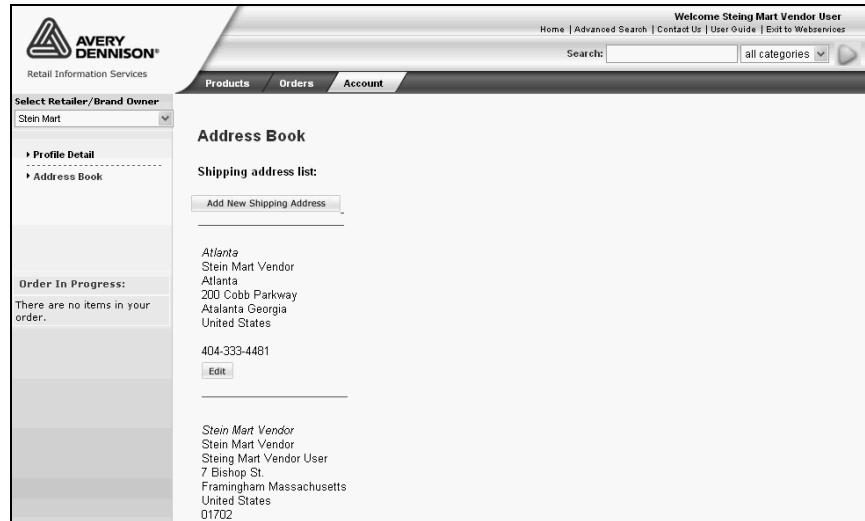 AVERY
DENNISON®
Retail Information Services
Welcome Steing Mart Vendor User
Home | Advanced Search | Contact Us | User Guide | Exit to Webservices
Search:
all categories
Products
Orders
Account
Select Retailer/Brand Owner
Stein Mart
Profile Detail
Address Book
Order In Progress:
There are no items in your
order.
Address Book
Shipping address list:
Add New Shipping Address
Atlanta
Stein Mart Vendor
Atlanta
200 Cobb Parkway
Atalanta Georgia
United States
404-333-4481
Edit
Stein Mart Vendor
Stein Mart Vendor
Steing Mart Vendor User
7 Bishop St.
Framingham Massachusetts
United States
01702